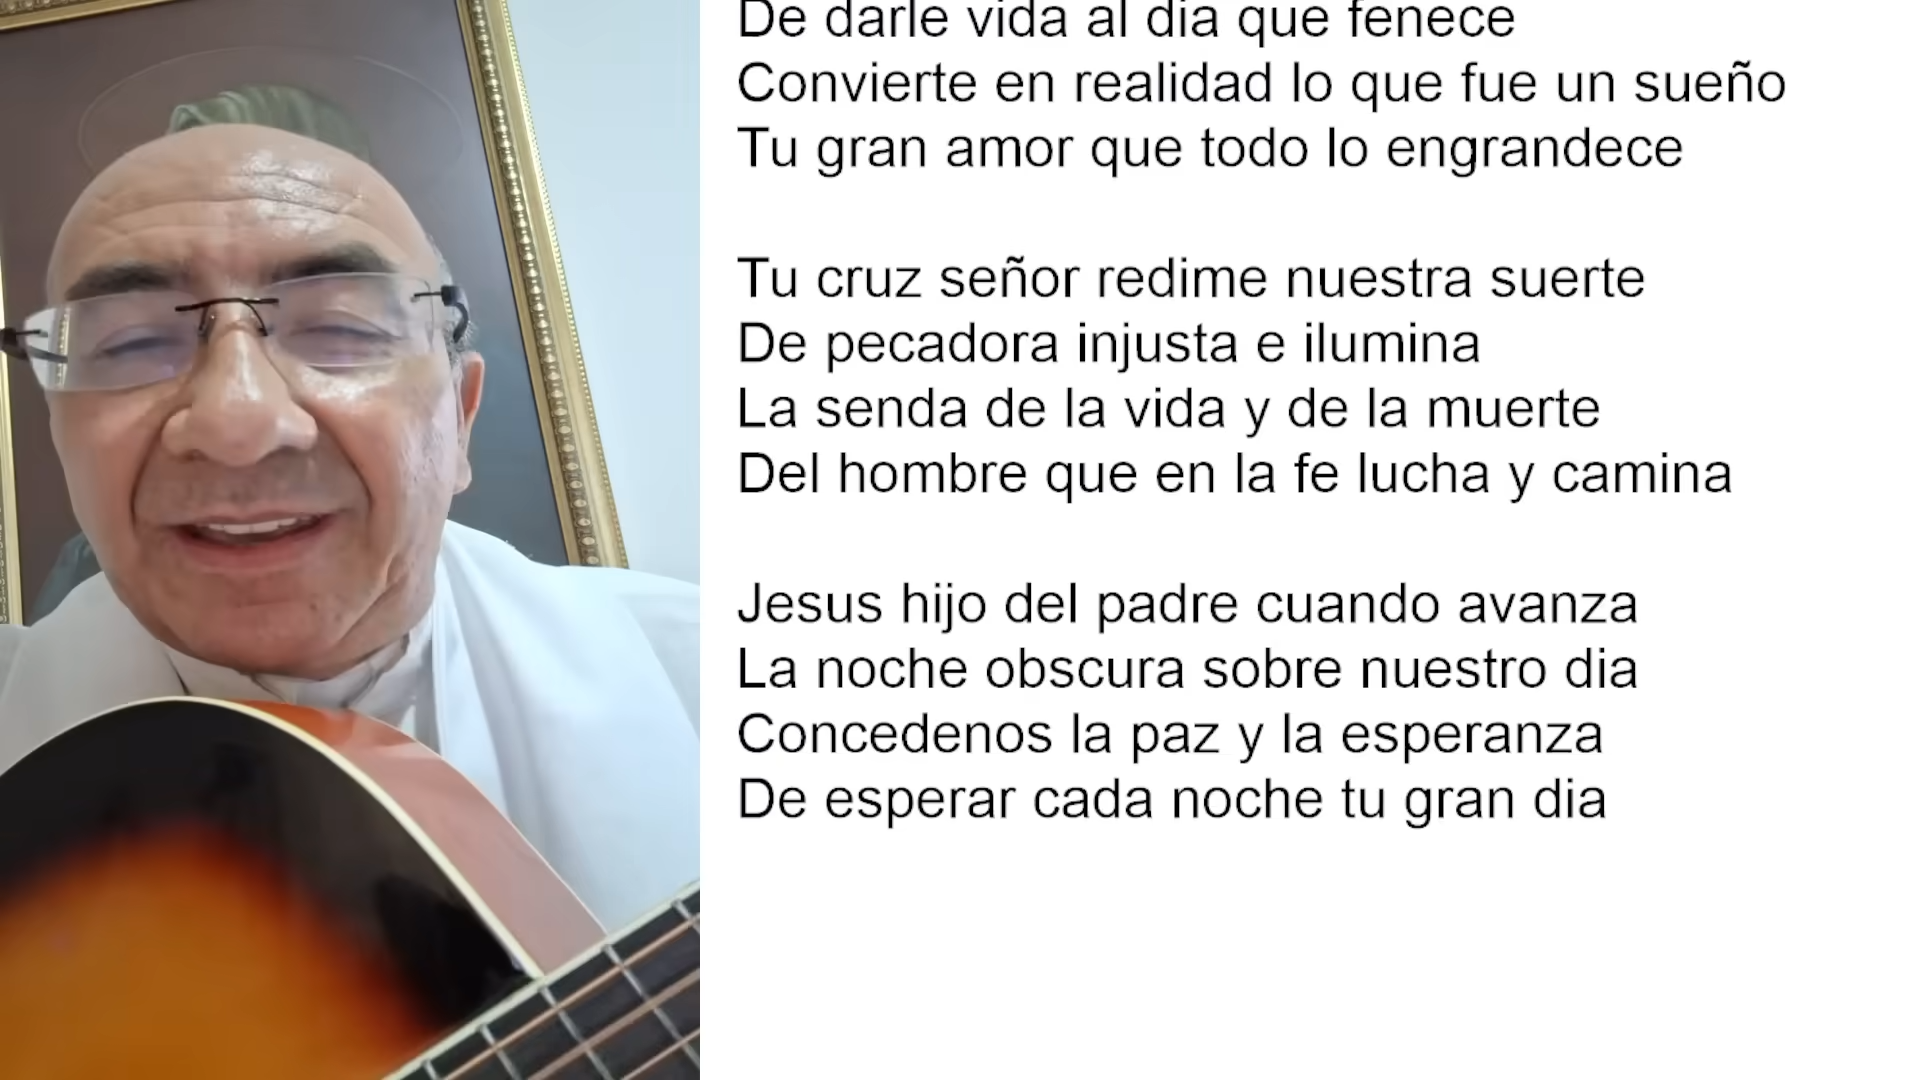 De darle vida al dia que fenece
Convierte en realidad lo que fue un sueño
Tu gran amor que todo lo engrandece
Tu cruz señor redime nuestra suerte
De pecadora injusta e ilumina
La senda de la vida y de la muerte
Del hombre que en la fe lucha y camina
Jesus hijo del padre cuando avanza
La noche obscura sobre nuestro dia
Concedenos la paz y la esperanza
De esperar cada noche tu gran dia